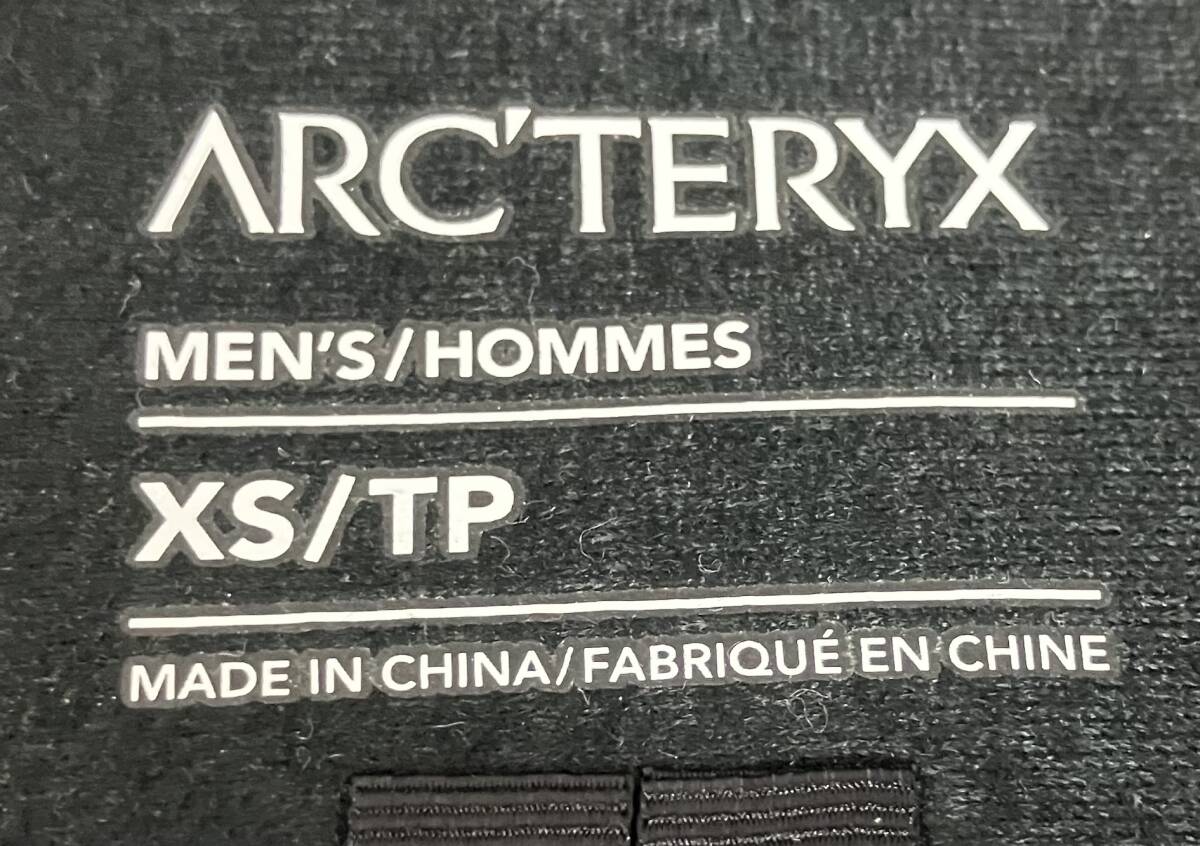 ARC'TERYX
MEN'S/HOMMES
XS/TP
MADE IN CHINA/FABRIQUÉ EN CHINE